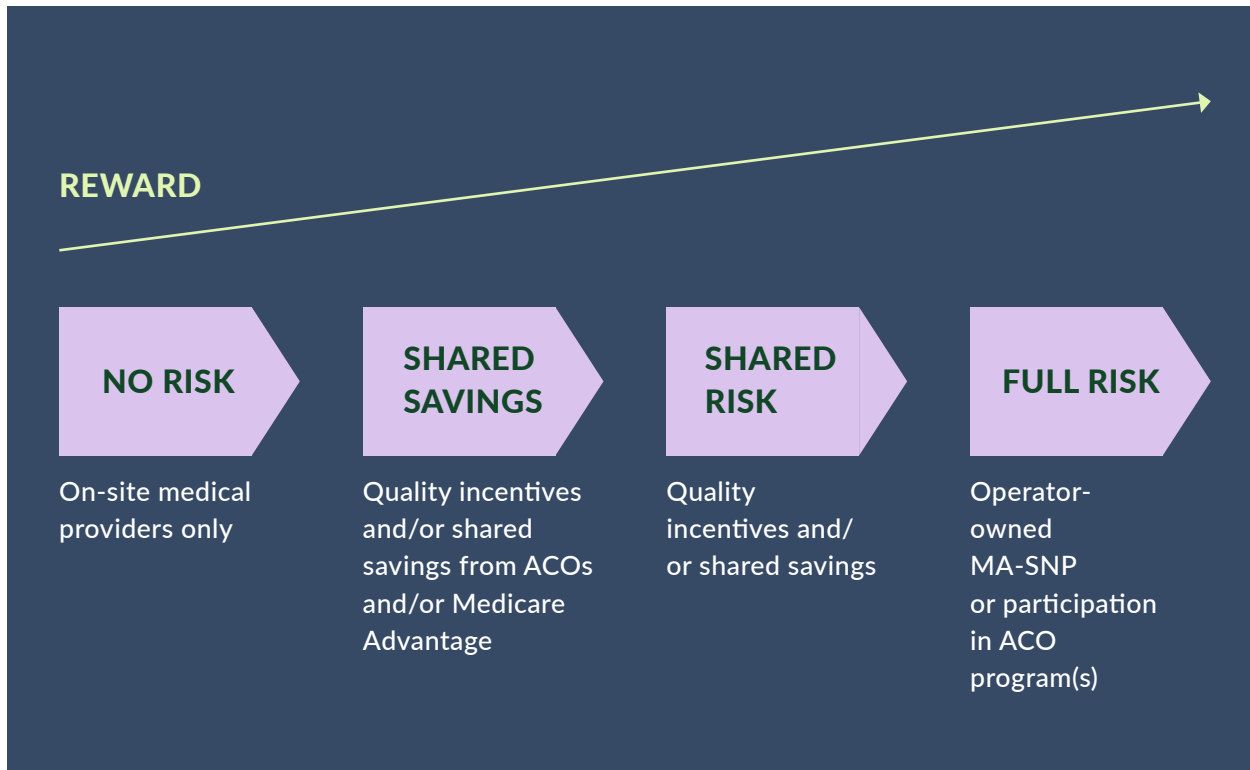 REWARD
NO RISK
On-site medical
providers only
SHARED
SAVINGS
Quality incentives
and/or shared
savings from ACOs
and/or Medicare
Advantage
SHARED
RISK
Quality
incentives and/
or shared savings
FULL RISK
Operator-
owned
MA-SNP
or participation
in ACO
program(s)